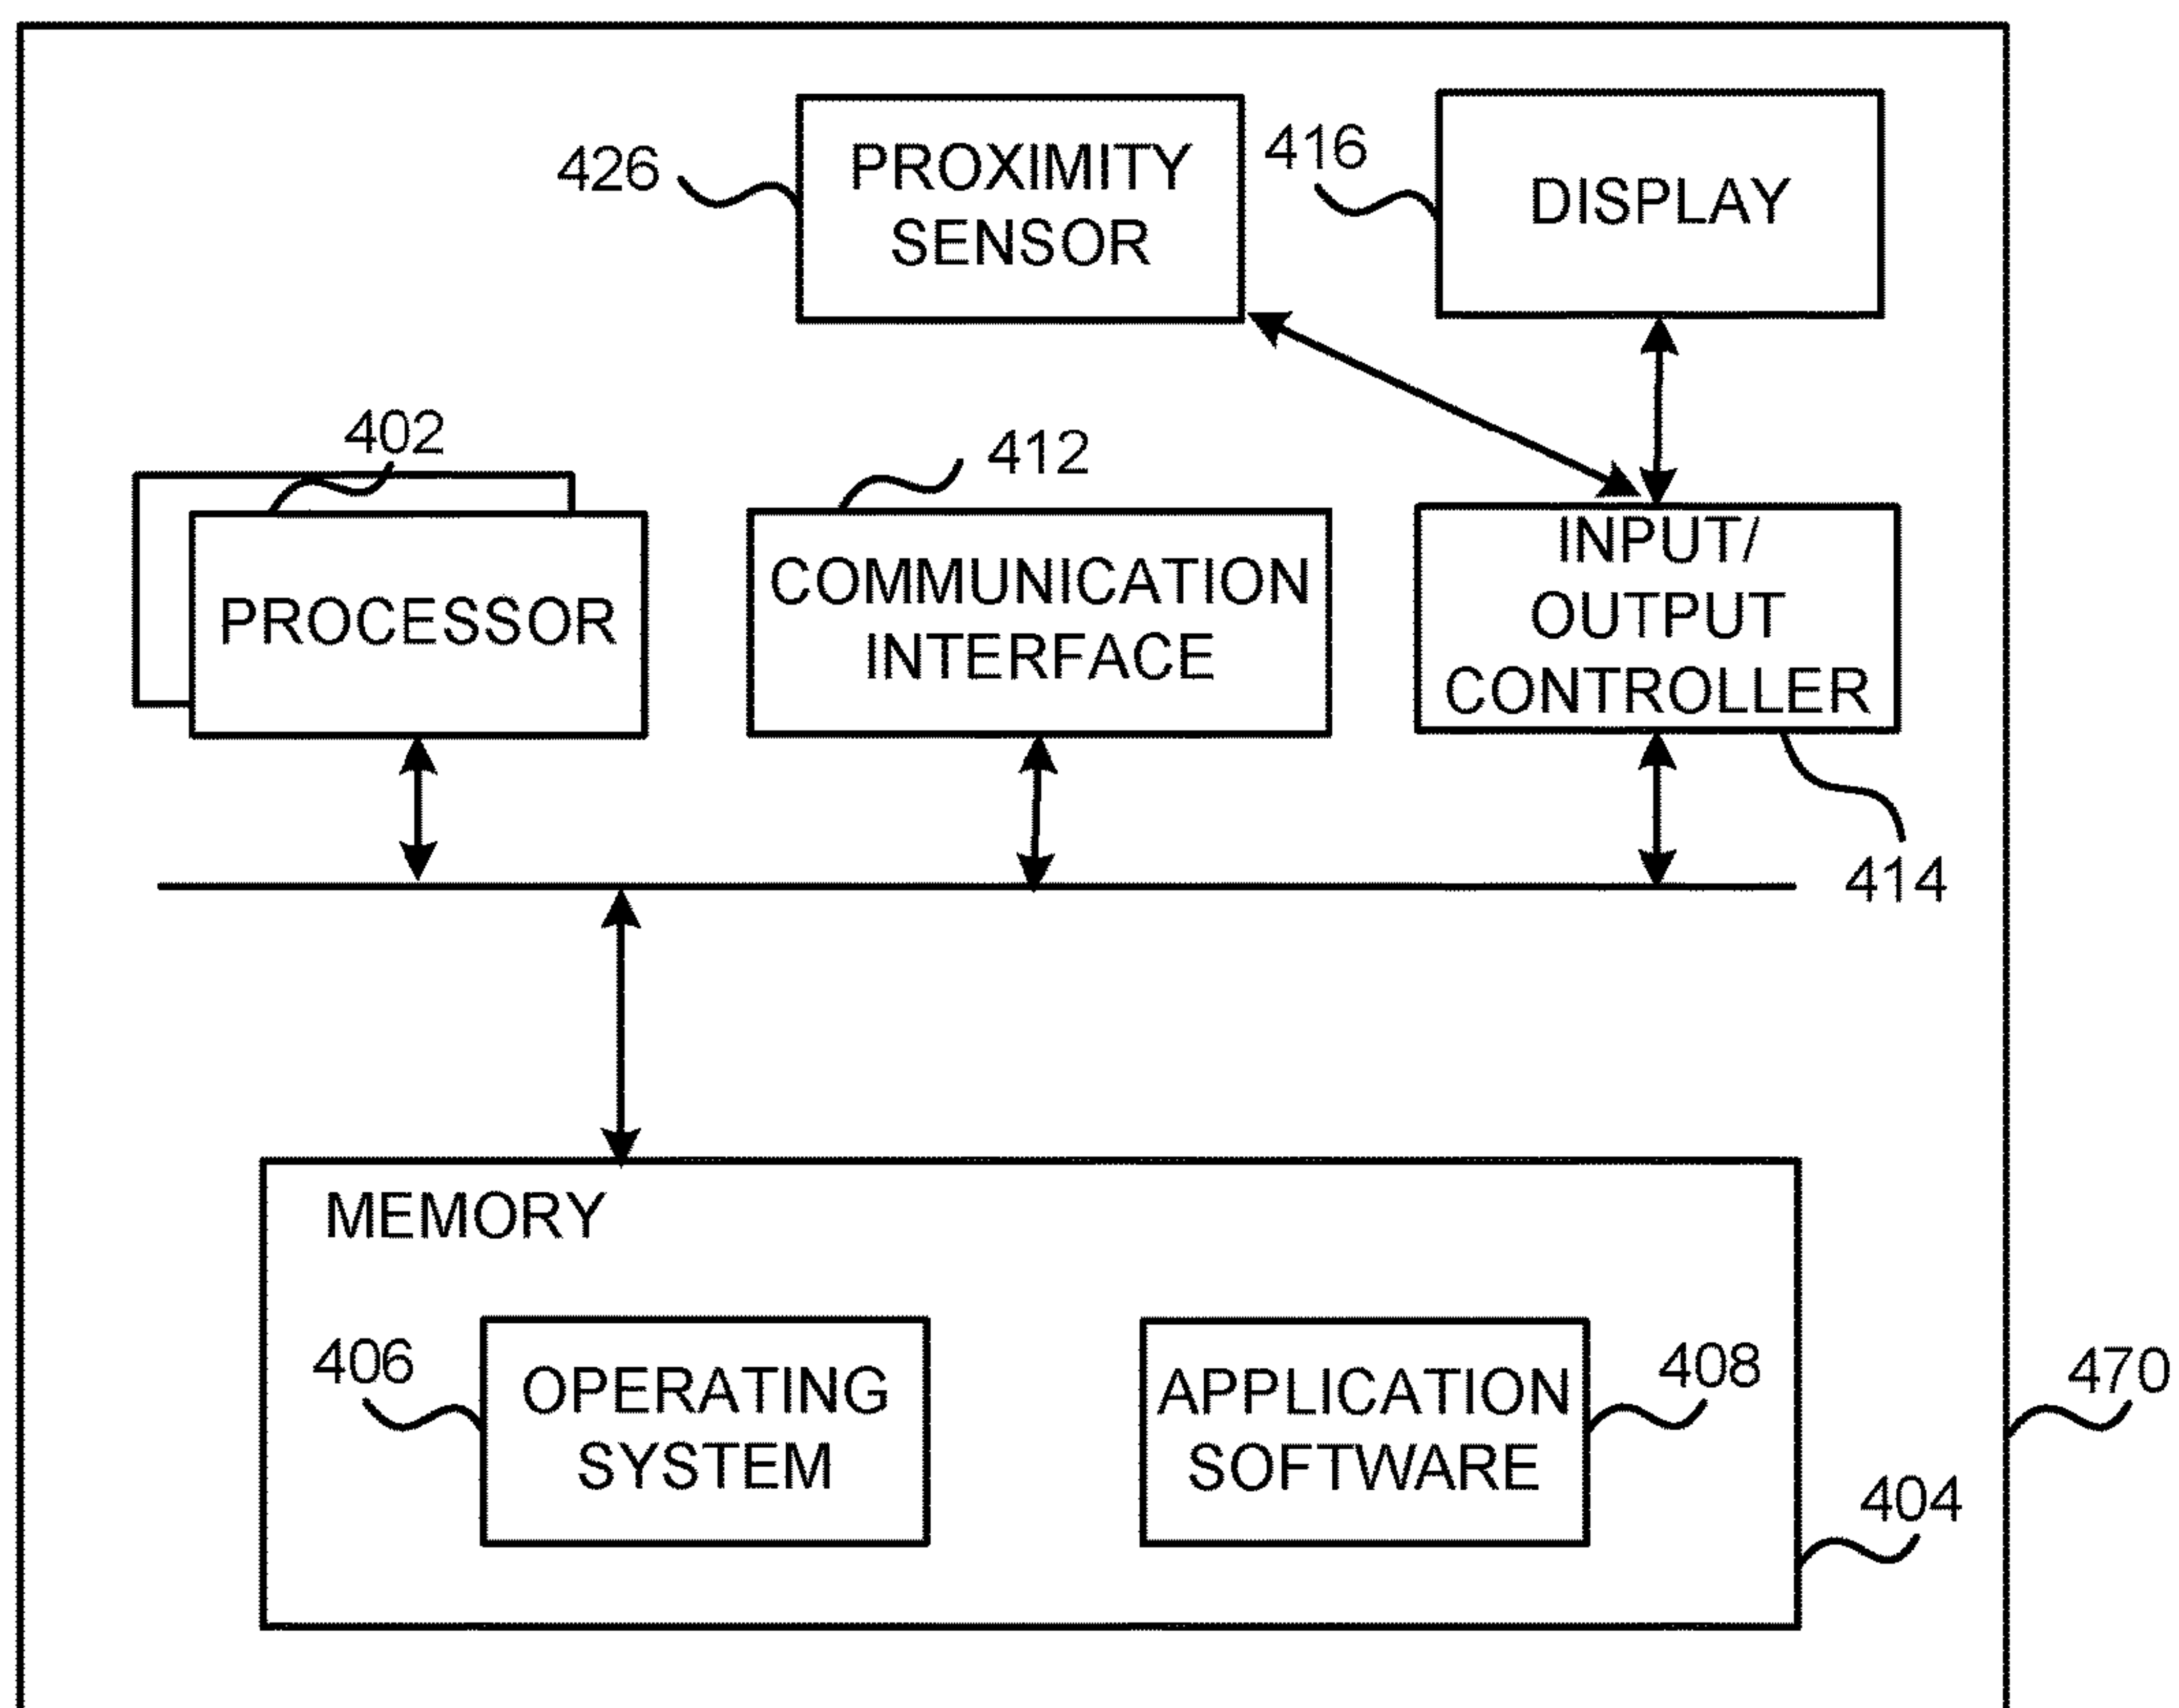 426
PROXIMITY
SENSOR
416
DISPLAY
402
PROCESSOR
412
COMMUNICATION
INTERFACE
INPUT/
OUTPUT
CONTROLLER
414
MEMORY
406
OPERATING
SYSTEM
APPLICATION
SOFTWARE
408
470
404